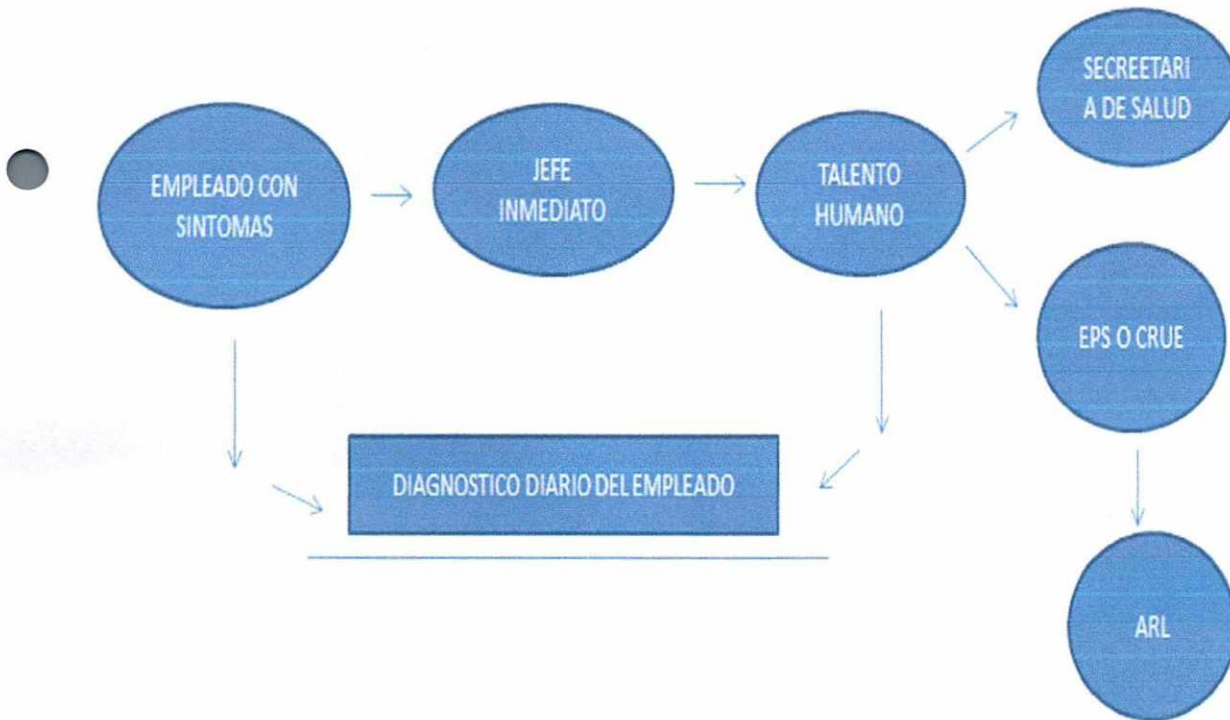 EMPLEADO CON
SINTOMAS
JEFE
INMEDIATO
TALENTO
HUMANO
SECREETARI
A DE SALUD
EPS O CRUE
ARL
DIAGNOSTICO DIARIO DEL EMPLEADO